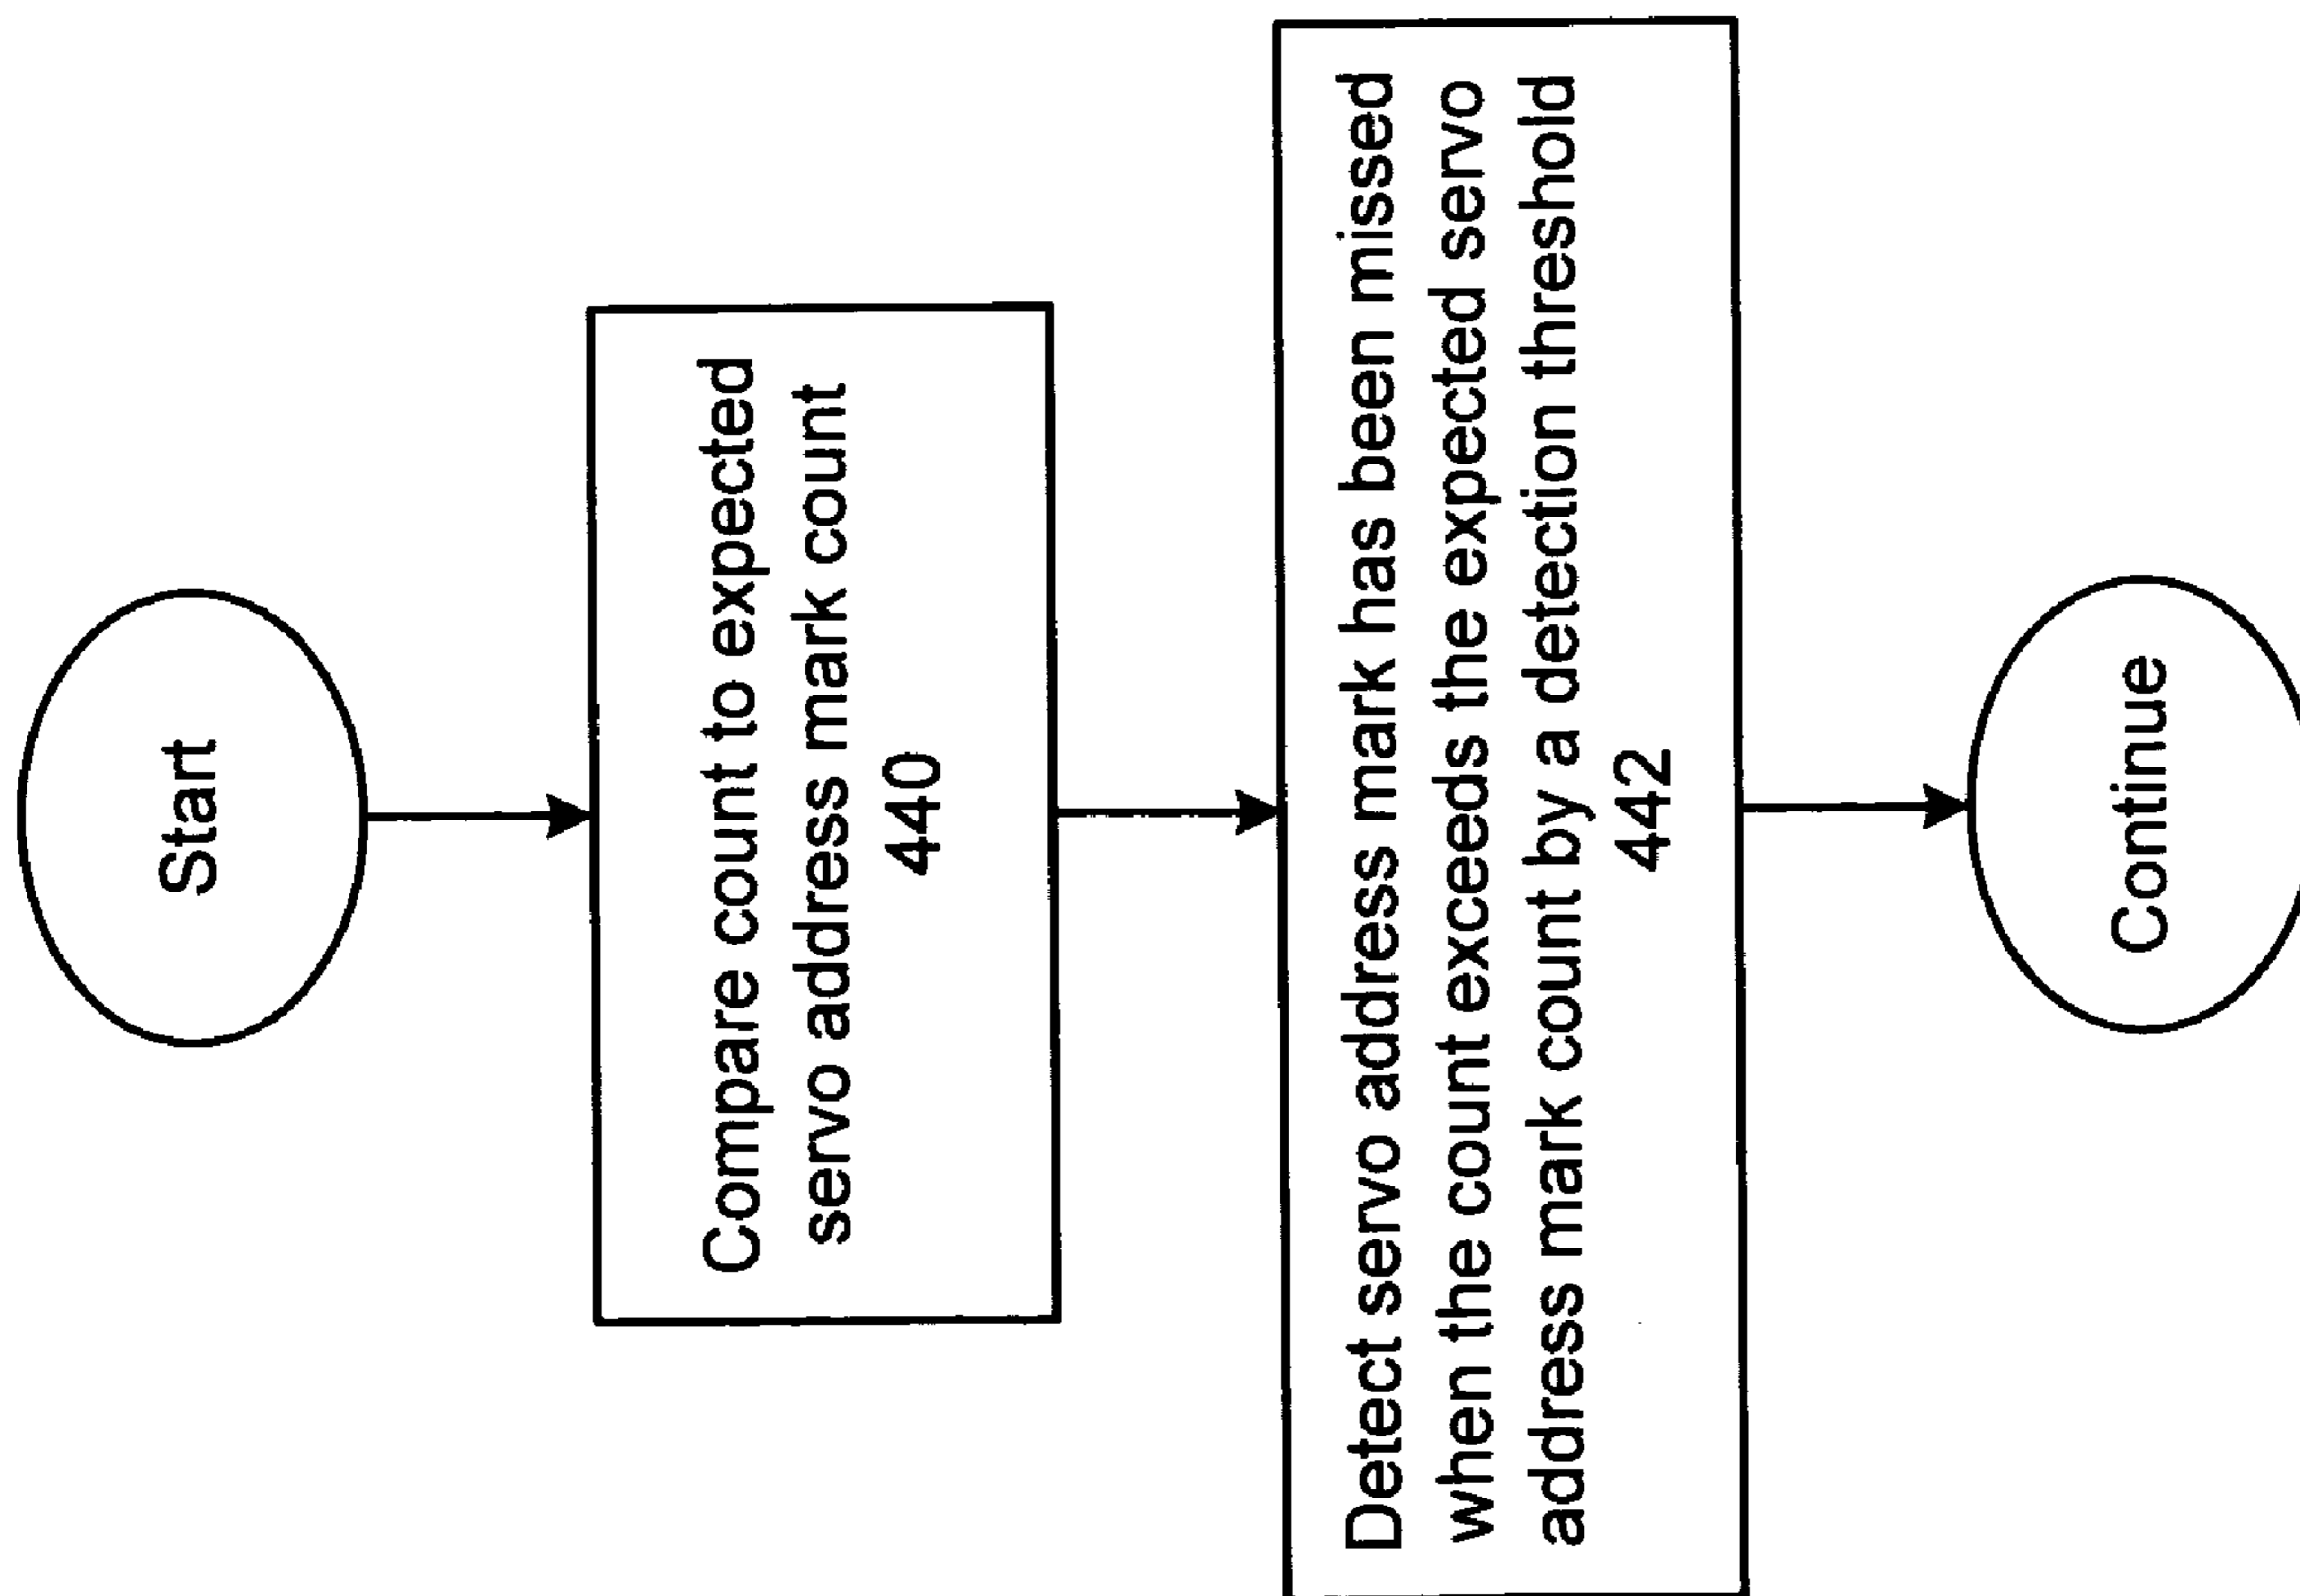 Start
Compare count to expected
servo address mark count
440
Detect servo address mark has been missed
when the count exceeds the expected servo
address mark count by a detection threshold
442
Continue